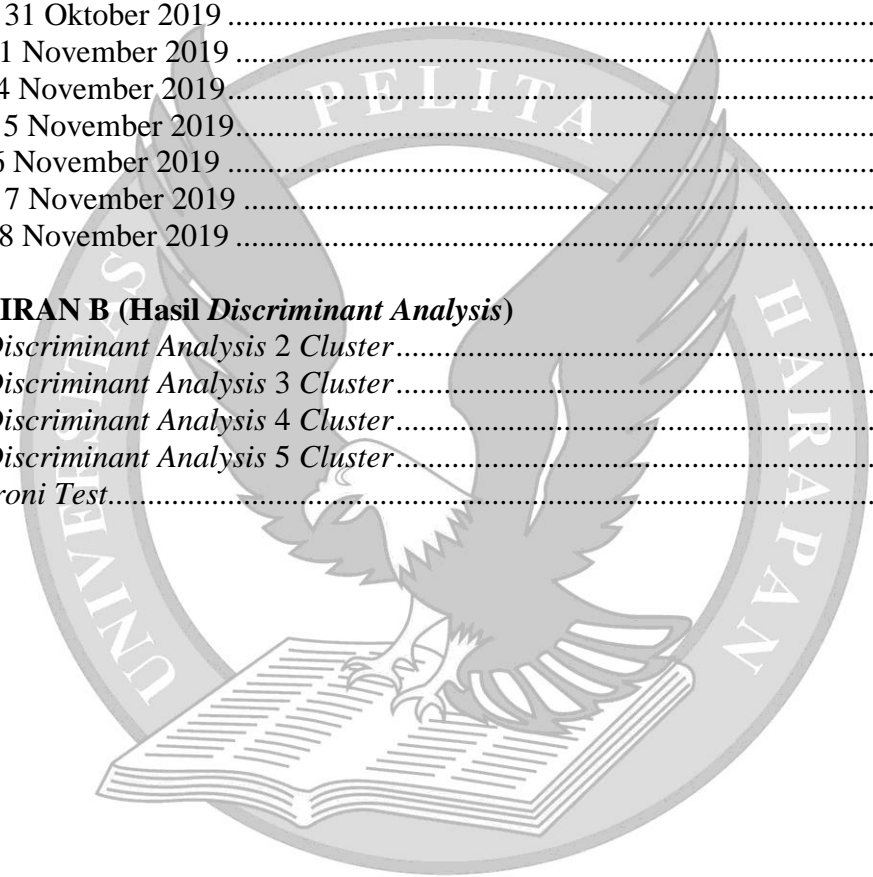 31 Oktober 2019 ........................................................................................
1 November 2019 ........................................................................................
4 November 2019 ........................................................................................
5 November 2019 ........................................................................................
6 November 2019 ........................................................................................
7 November 2019 ........................................................................................
8 November 2019 ........................................................................................
IRAN B (Hasil Discriminant Analysis)
Discriminant Analysis 2 Cluster ........................................................................
Discriminant Analysis 3 Cluster ........................................................................
Discriminant Analysis 4 Cluster ........................................................................
Discriminant Analysis 5 Cluster ........................................................................
roni Test ........................................................................................
UNIVERSITAS PELITA HARAPAN